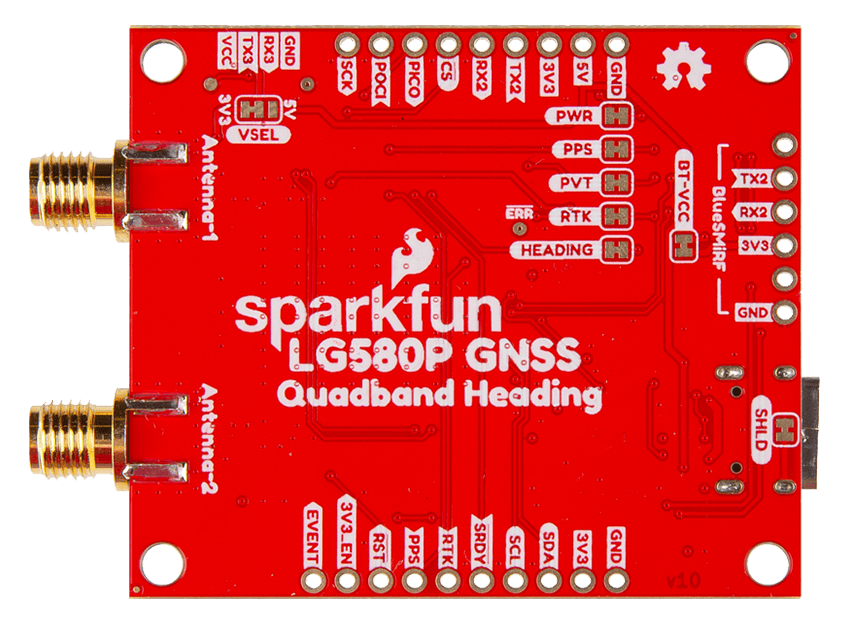 VCC
TX3
RX3
GND
SCK
POCI
PICO
CS
RX2
TX2
3V3
5V
GND
3V3
5V
VSEL
PWR
PPS
PVT
ERR
RTK
HEADING
BT-VCC
BlueSMiRF
TX2
RX2
3V3
GND
Antenna-1
sparkfun
LG580P GNSS
Quadband Heading
Antenna-2
SHLD
EVENT
3V3_EN
RST
PPS
RTK
SRDY
SCL
SDA
3V3
GND
v10